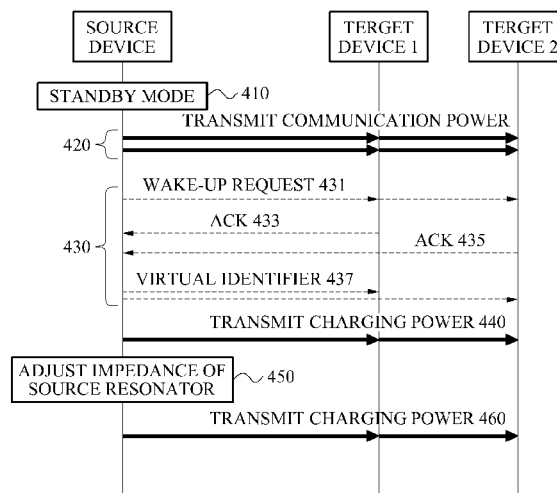 SOURCE
DEVICE
TERGET
DEVICE 1
TERGET
DEVICE 2
STANDBY MODE
410
TRANSMIT COMMUNICATION POWER
420
WAKE-UP REQUEST 431
ACK 433
430
ACK 435
VIRTUAL IDENTIFIER 437
TRANSMIT CHARGING POWER 440
ADJUST IMPEDANCE OF
SOURCE RESONATOR
450
TRANSMIT CHARGING POWER 460